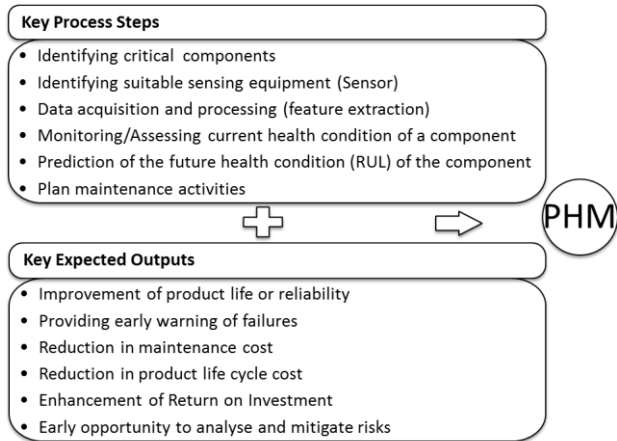 Key Process Steps
• Identifying critical components
• Identifying suitable sensing equipment (Sensor)
• Data acquisition and processing (feature extraction)
• Monitoring/Assessing current health condition of a component
• Prediction of the future health condition (RUL) of the component
• Plan maintenance activities
PHM
Key Expected Outputs
• Improvement of product life or reliability
• Providing early warning of failures
• Reduction in maintenance cost
• Reduction in product life cycle cost
• Enhancement of Return on Investment
• Early opportunity to analyse and mitigate risks